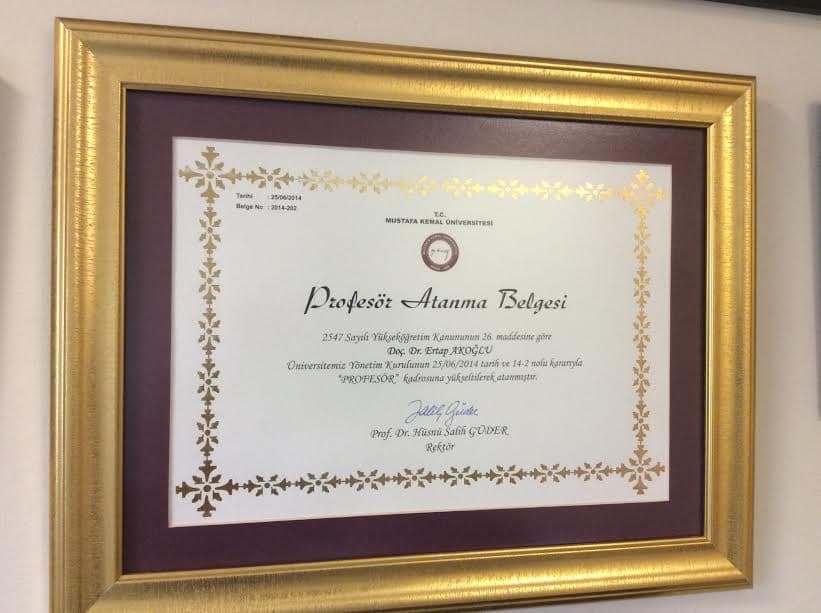 Tarihi : 25/06/2014
Belge No : 2014-202
T.C.
MUSTAFA KEMAL ÜNİVERSİTESİ
Profesör Atanma Belgesi
2547 Sayılı Yükseköğretim Kanununun 26. maddesine göre
Doç. Dr. Ertap AKOĞLU
Üniversitemiz Yönetim Kurulunun 25/06/2014 tarih ve 14-2 nolu kararıyla
"PROFESÖR" kadrosuna yükseltilerek atanmıştır.
Prof. Dr. Hüsnü Salih GÜDER
Rektör